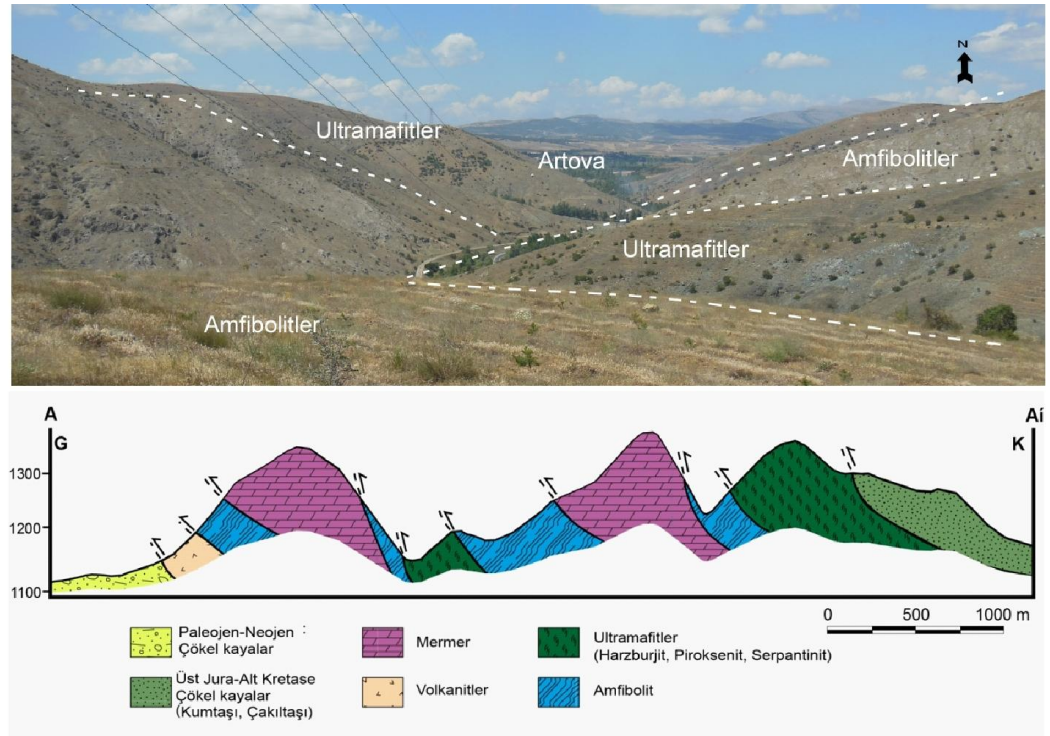 N
Ultramafitler
Artova
Amfibolitler
Ultramafitler
Amfibolitler
A
Aí
G
K
1300
1200
1100
0 500 1000 m
Paleojen-Neojen :
Çökel kayalar
Mermer
Ultramafitler
(Harzburjit, Piroksenit, Serpantinit)
Üst Jura-Alt Kretase
Çökel kayalar
(Kumtaşı, Çakıltaşı)
Volkanitler
Amfibolit